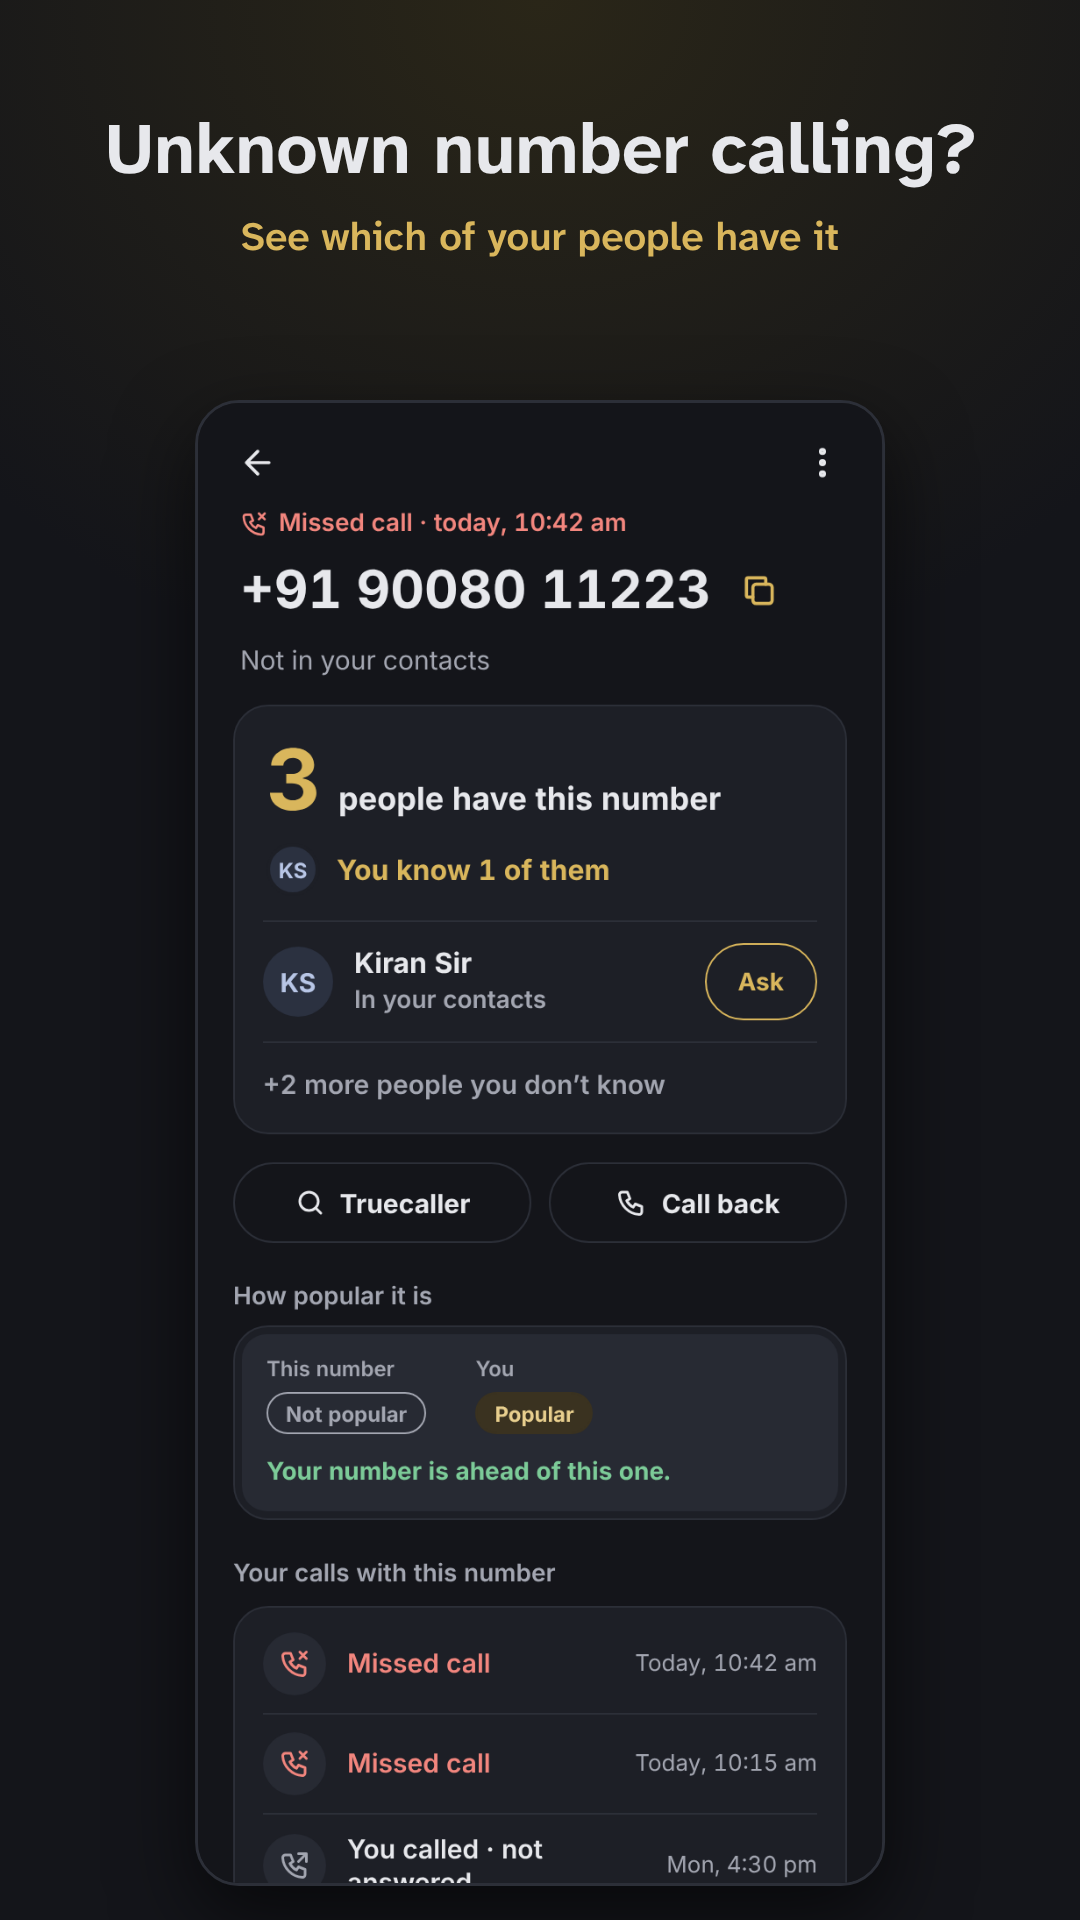 Unknown number calling?
See which of your people have it
Missed call · today, 10:42 am
+91 90080 11223
Not in your contacts
3 people have this number
KS You know 1 of them
KS
Kiran Sir
In your contacts
Ask
+2 more people you don’t know
Truecaller
Call back
How popular it is
This number
You
Not popular
Popular
Your number is ahead of this one.
Your calls with this number
Missed call
Today, 10:42 am
Missed call
Today, 10:15 am
You called · not
answered
Mon, 4:30 pm